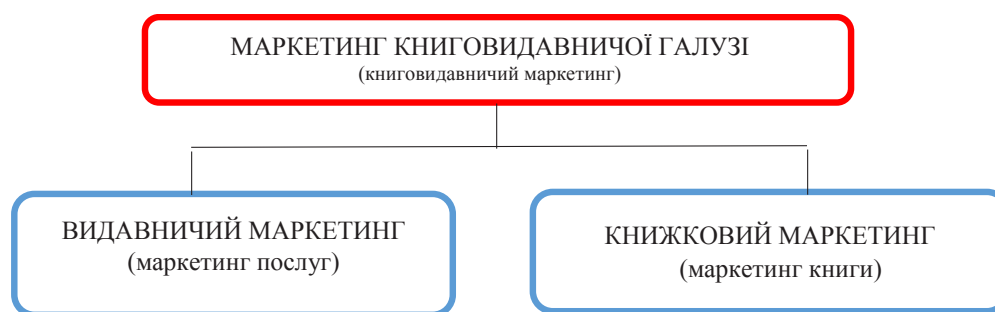 МАРКЕТИНГ КНИГОВИДАВНИЧОЇ ГАЛУЗІ
(книговидавничий маркетинг)
ВИДАВНИЧИЙ МАРКЕТИНГ
(маркетинг послуг)
КНИЖКОВИЙ МАРКЕТИНГ
(маркетинг книги)